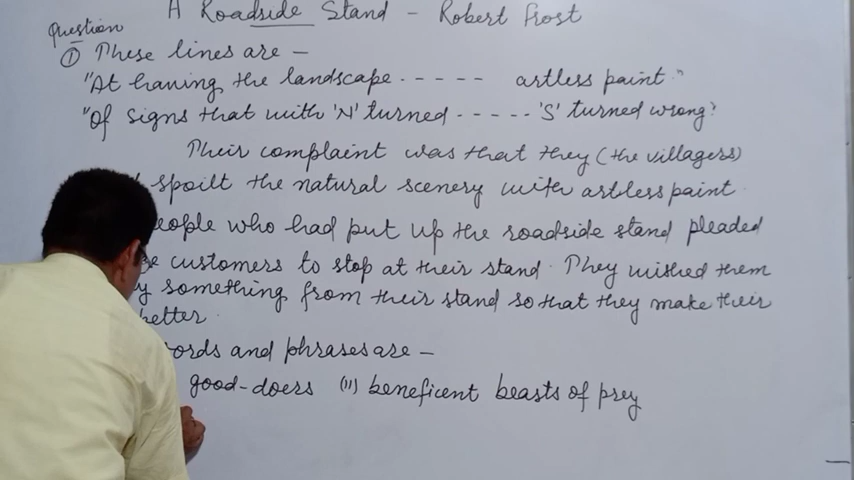 A Roadside Stand - Robert Frost
Question
① These lines are -
"At having the landscape ----- artless paint."
"Of signs that with 'N' turned ----- 'S' turned wrong?
Their complaint was that they (the villagers)
spoilt the natural scenery with artless paint
eople who had put up the roadside stand pleaded
customers to stop at their stand. They wished them
y something from their stand so that they make their
better.
ords and phrases are -
good-doers (ii) beneficent beasts of prey